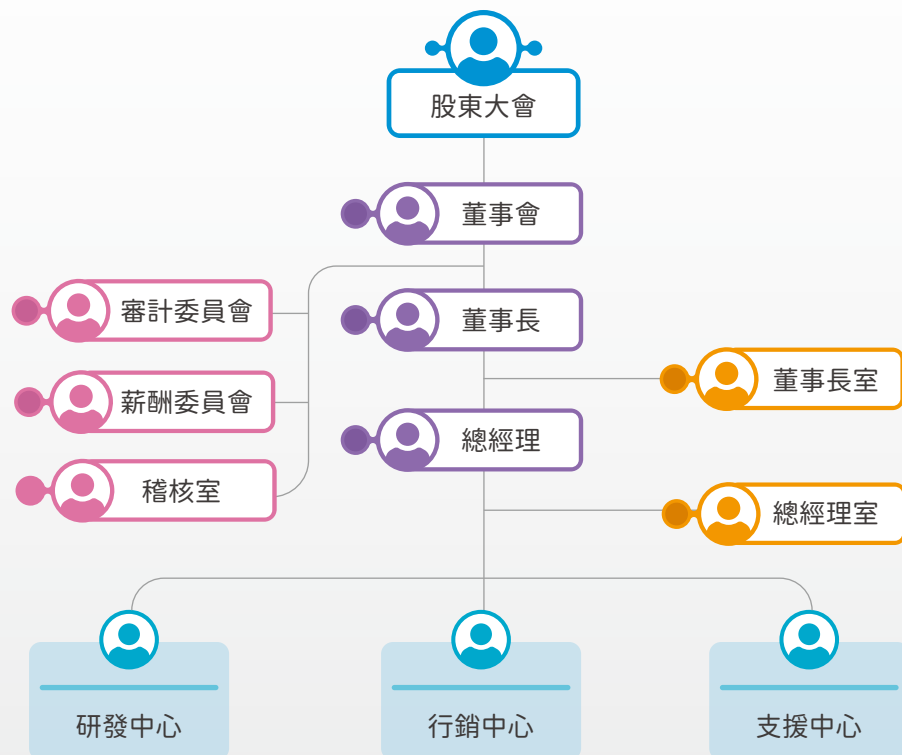 股東大會
董事會
審計委員會
董事長
董事長室
薪酬委員會
總經理
稽核室
總經理室
研發中心
行銷中心
支援中心